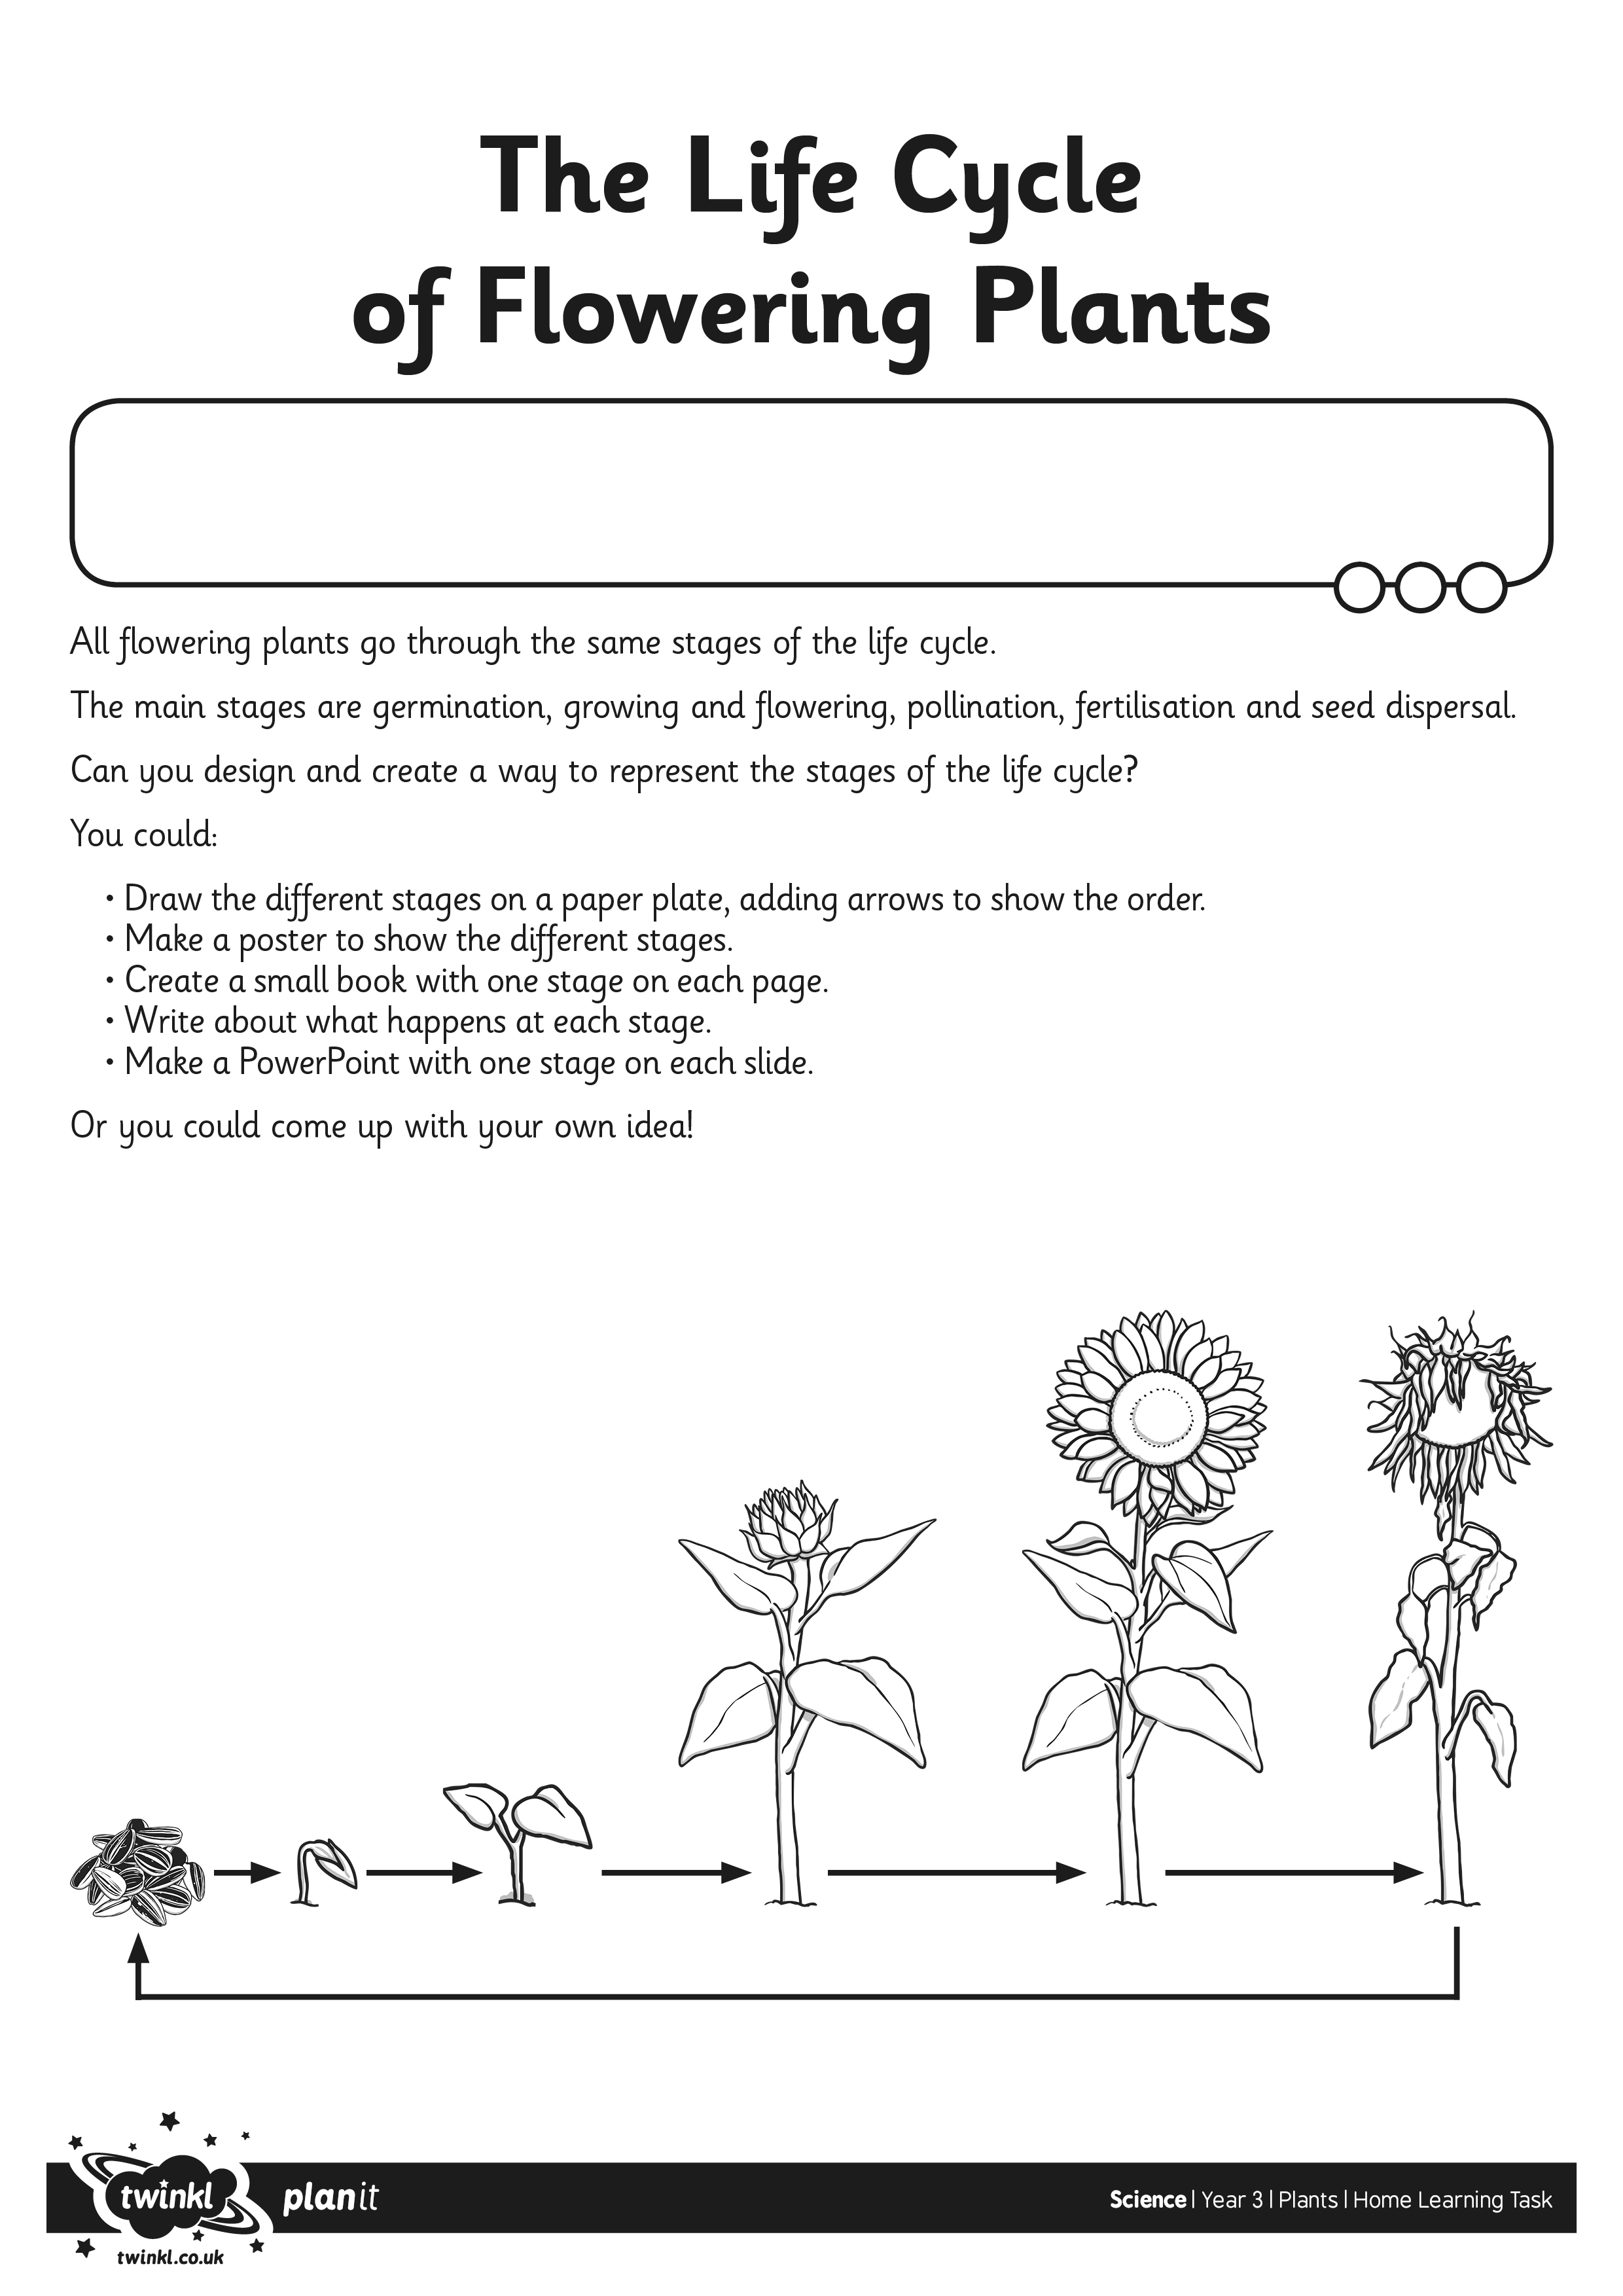 The Life Cycle
of Flowering Plants
All flowering plants go through the same stages of the life cycle.
The main stages are germination, growing and flowering, pollination, fertilisation and seed dispersal.
Can you design and create a way to represent the stages of the life cycle?
You could:
• Draw the different stages on a paper plate, adding arrows to show the order.
• Make a poster to show the different stages.
• Create a small book with one stage on each page.
• Write about what happens at each stage.
• Make a PowerPoint with one stage on each slide.
Or you could come up with your own idea!
twinkl planit
Science | Year 3 | Plants | Home Learning Task
twinkl.co.uk